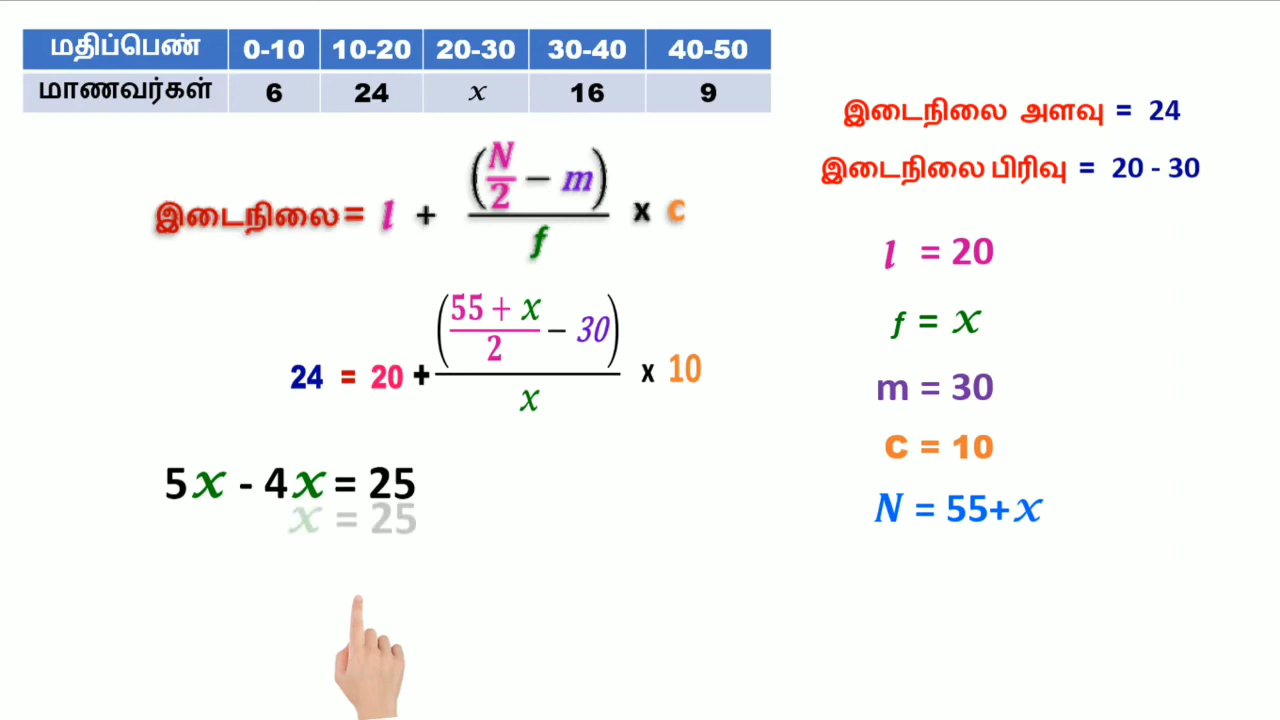 மதிப்பெண் 0-10 10-20 20-30 30-40 40-50
மாணவர்கள் 6 24 x 16 9
இடைநிலை அளவு = 24
இடைநிலை பிரிவு = 20 - 30
இடைநிலை = l + (N/2 − m)/f x c
l = 20
f = x
24 = 20 + ((55 + x)/2 − 30)/x x 10
m = 30
C = 10
5x - 4x = 25
x = 25
N = 55+x